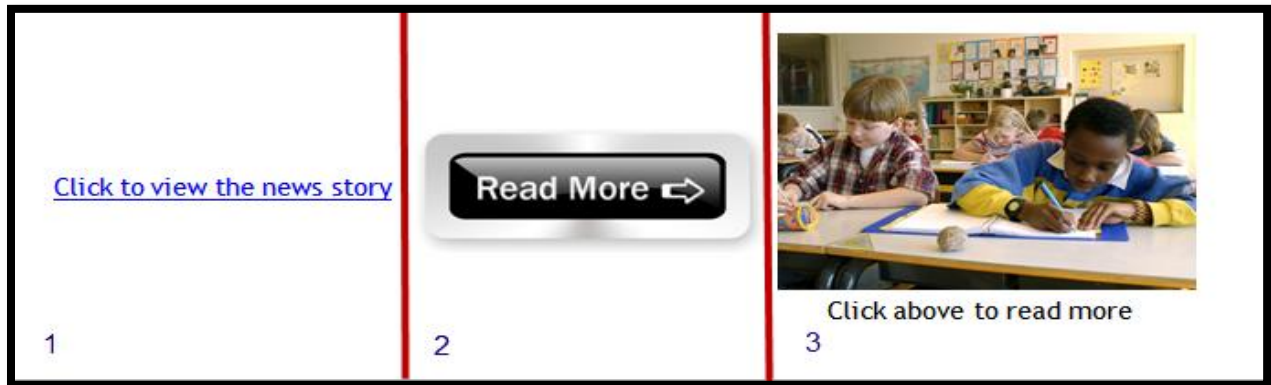 Click to view the news story
1
Read More
2
Click above to read more
3